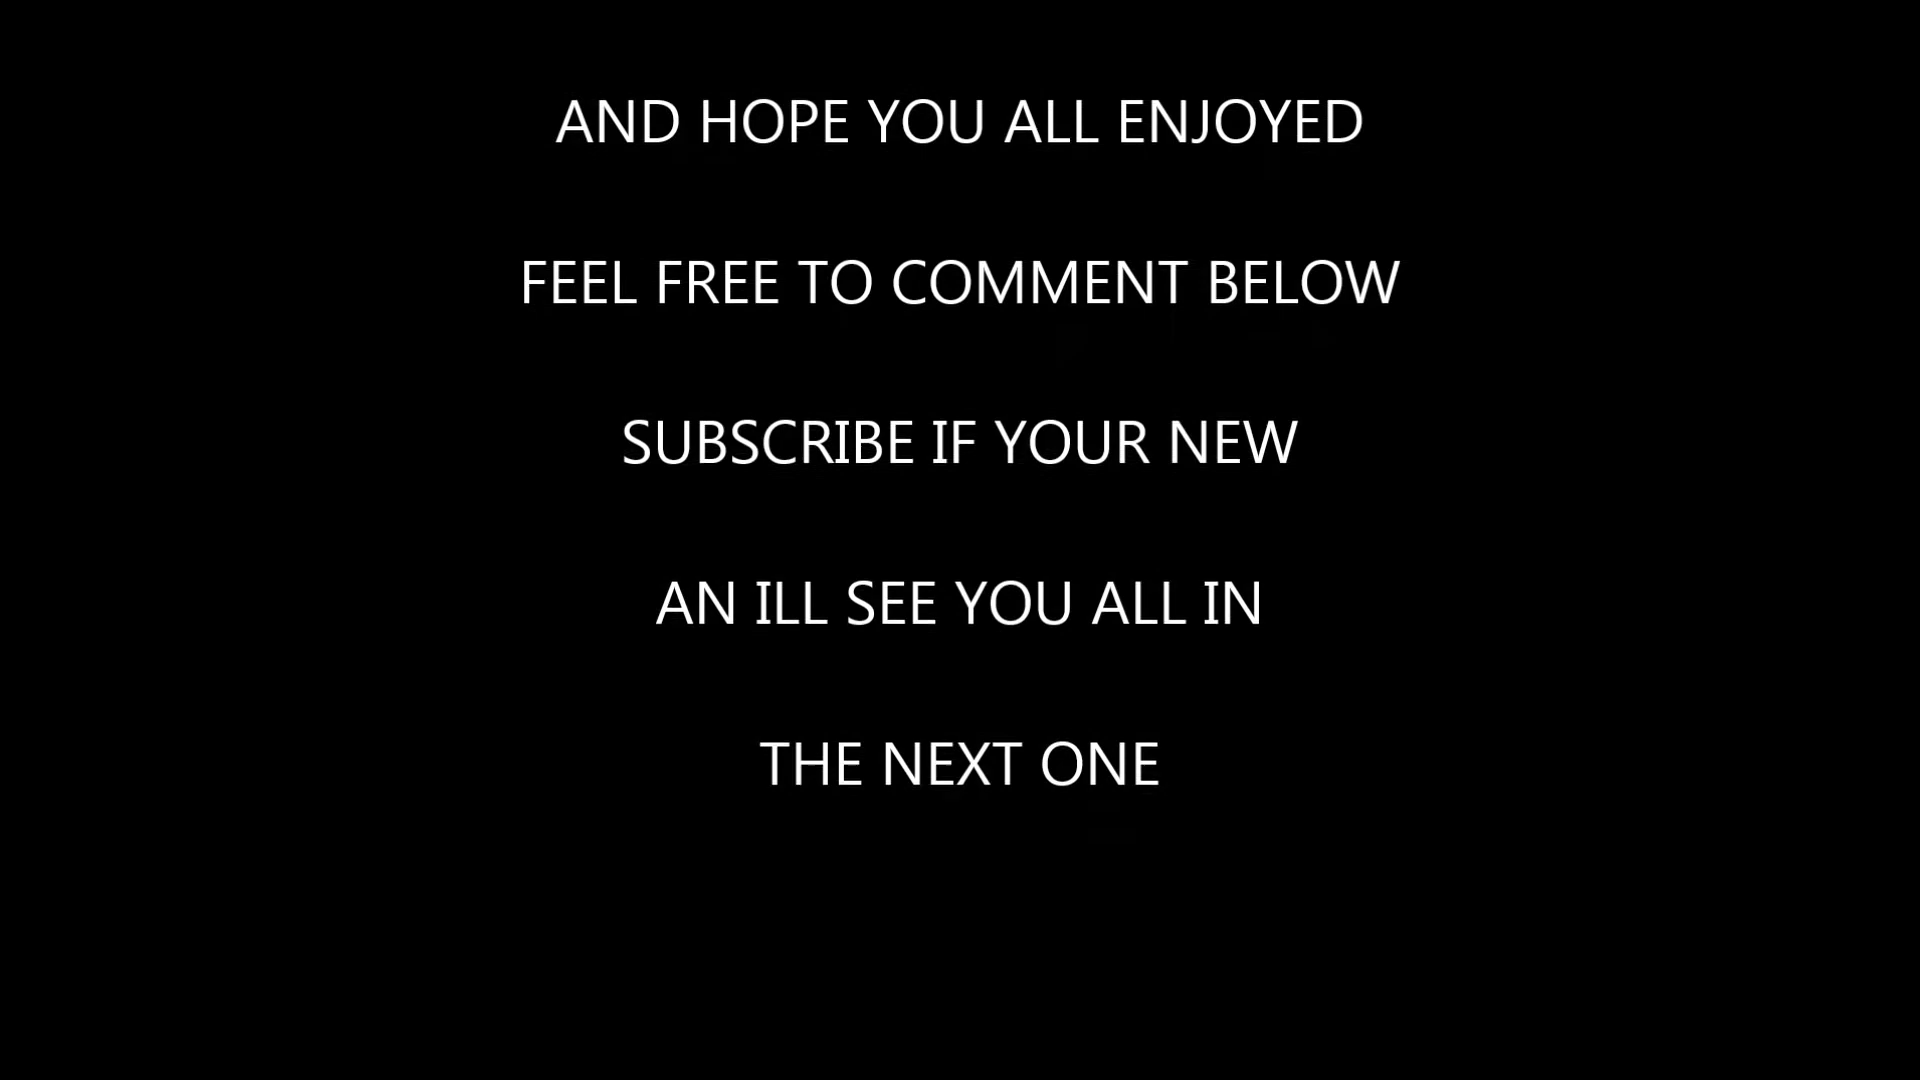 AND HOPE YOU ALL ENJOYED
FEEL FREE TO COMMENT BELOW
SUBSCRIBE IF YOUR NEW
AN ILL SEE YOU ALL IN
THE NEXT ONE